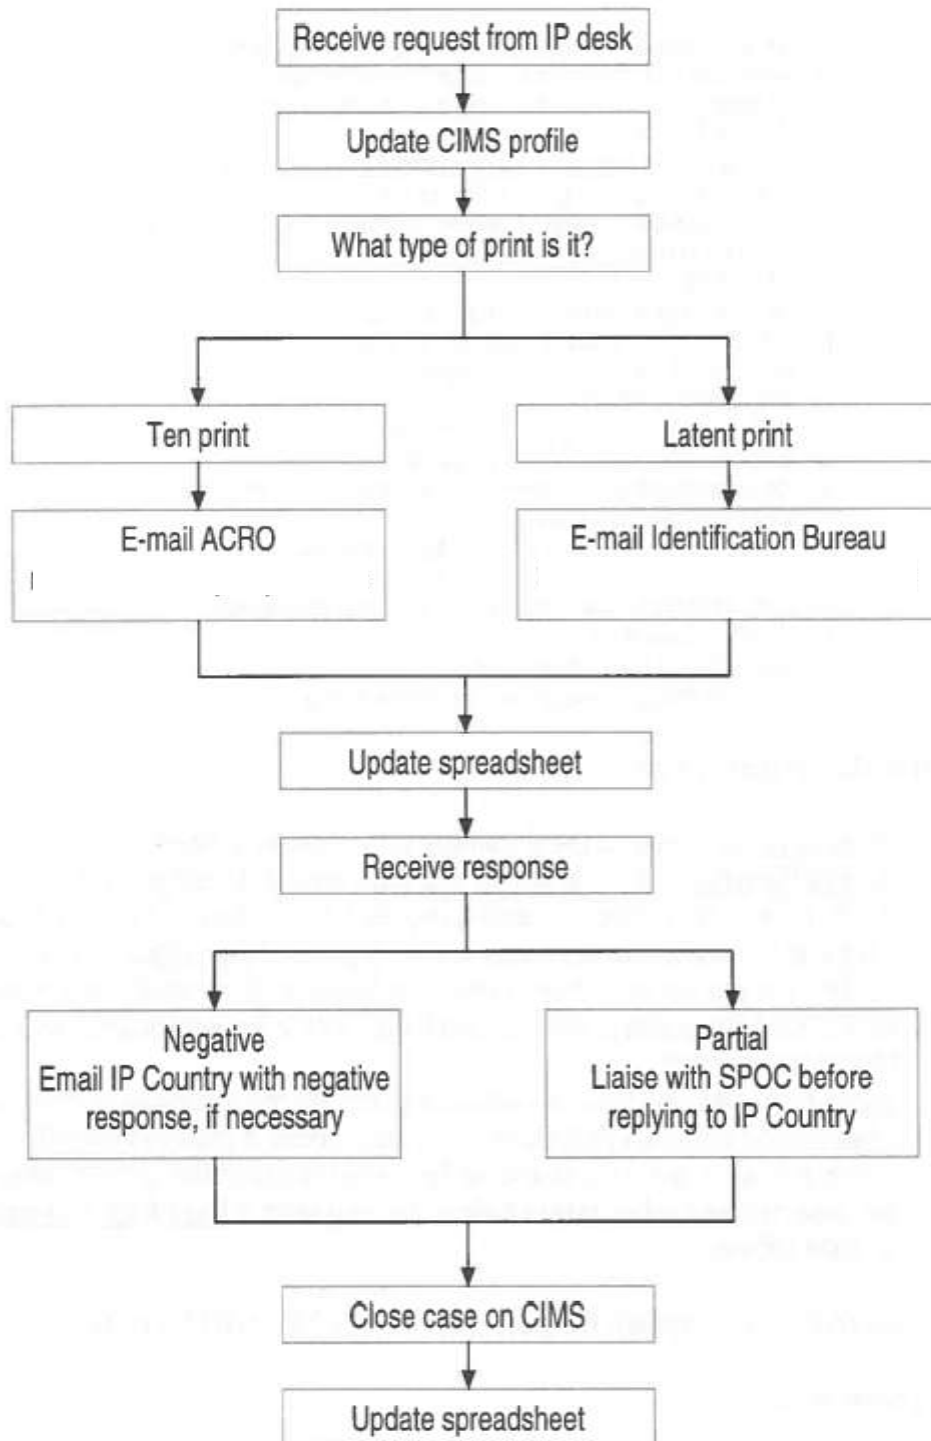 Receive request from IP desk
Update CIMS profile
What type of print is it?
Ten print
Latent print
E-mail ACRO
E-mail Identification Bureau
Update spreadsheet
Receive response
Negative
Email IP Country with negative
response, if necessary
Partial
Liaise with SPOC before
replying to IP Country
Close case on CIMS
Update spreadsheet